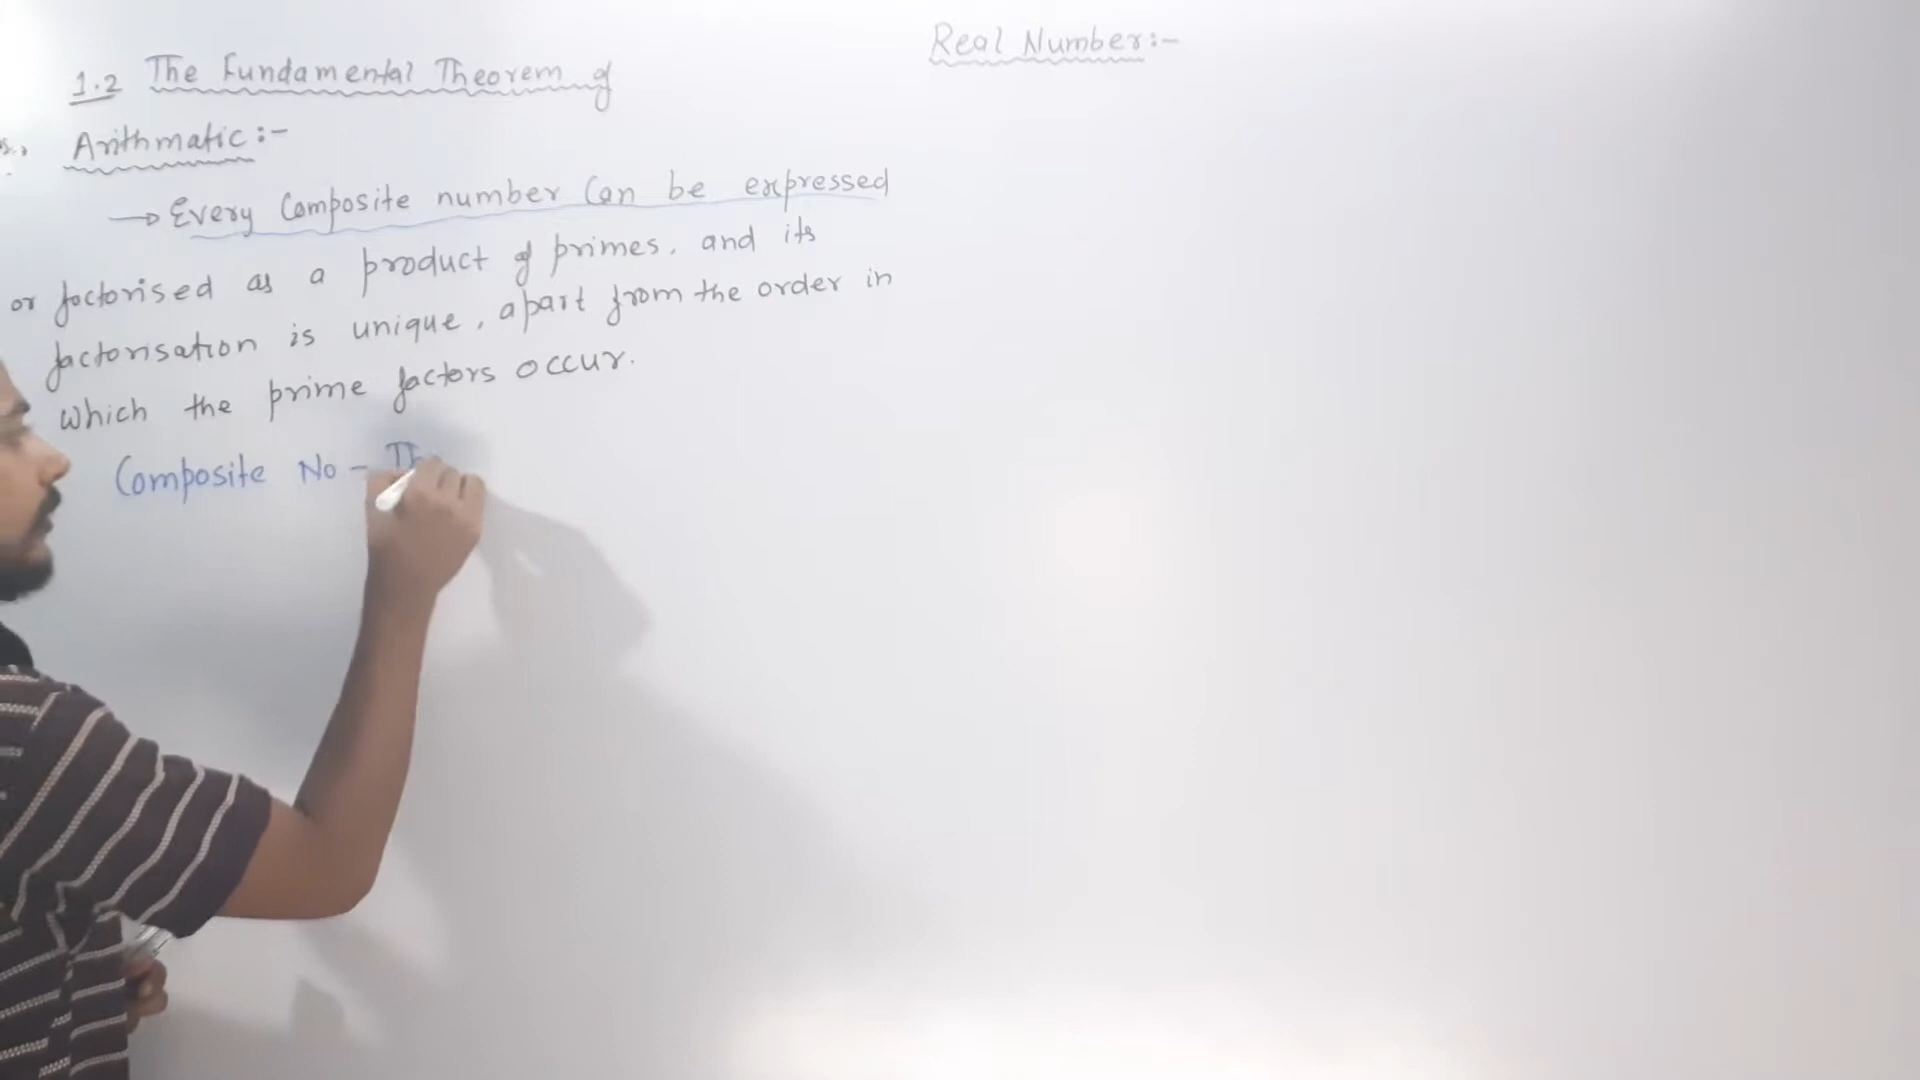 Real Number:-
1.2 The Fundamental Theorem of
Arithmatic:-
→ Every Composite number Can be expressed
or factorised as a product of primes, and its
factorisation is unique, apart from the order in
which the prime factors occur.
Composite No - Th